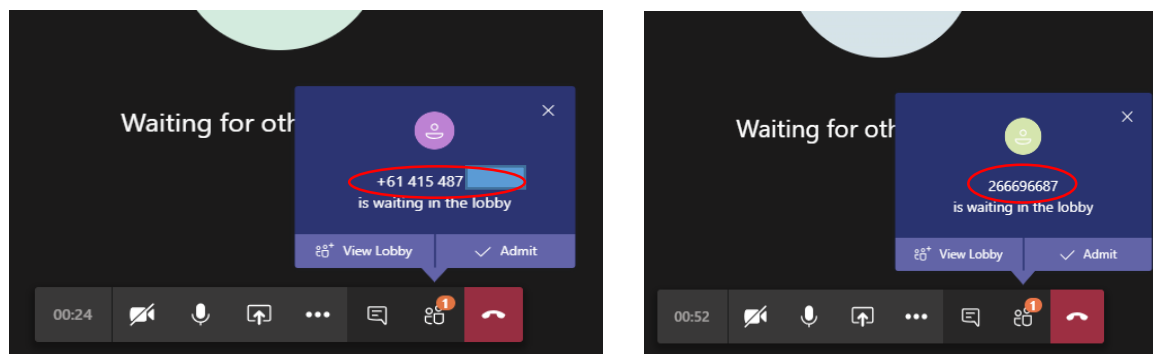 Waiting for oth
+61 415 487
is waiting in the lobby
View Lobby
Admit
00:24
1
Waiting for oth
266696687
is waiting in the lobby
View Lobby
Admit
00:52
1